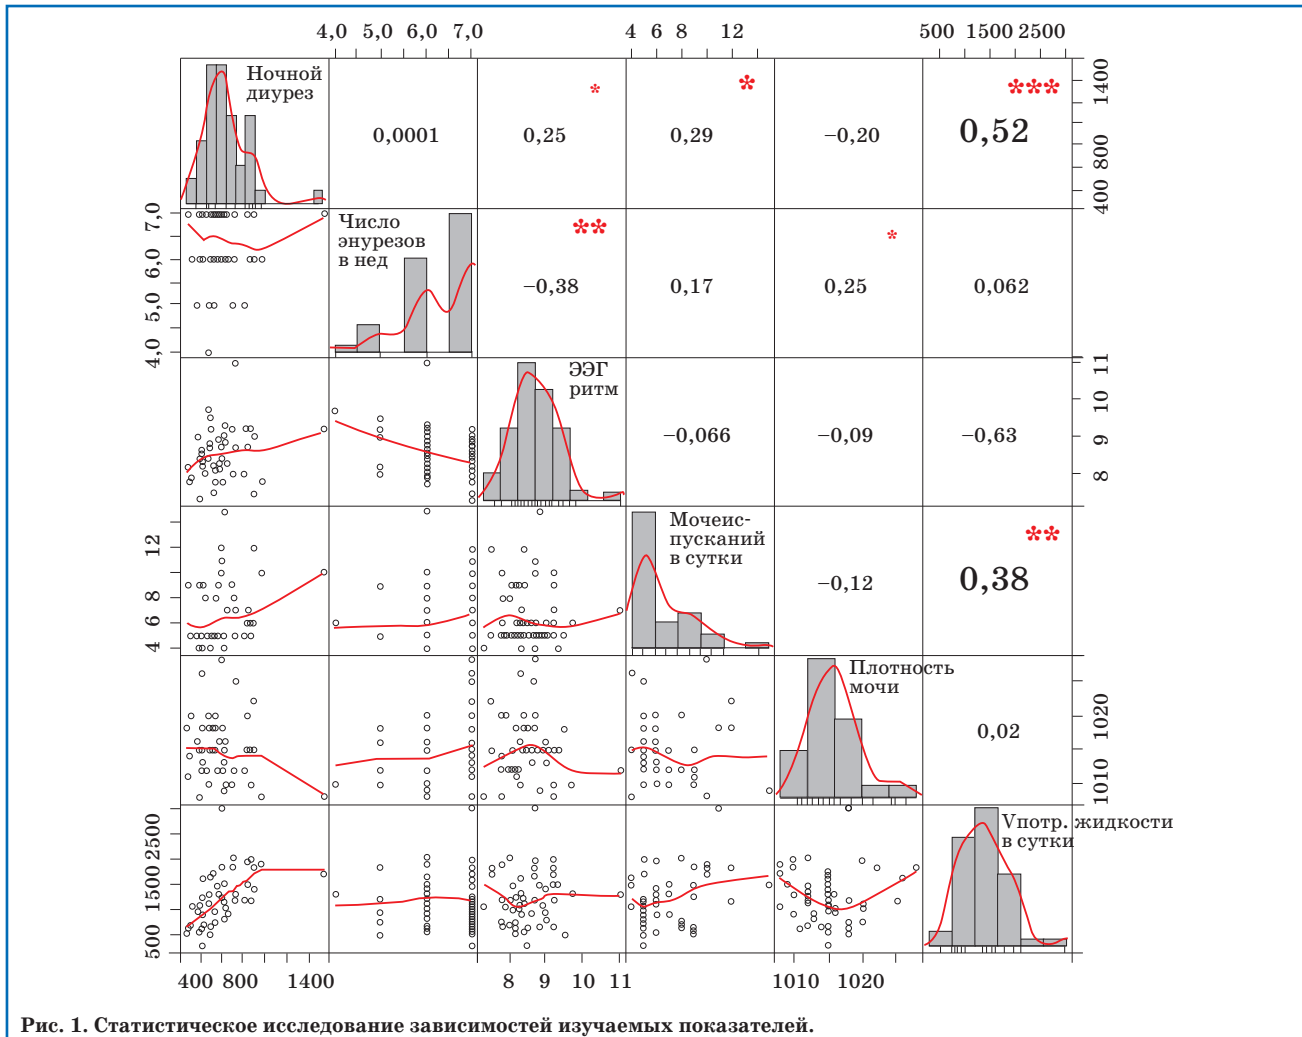 4,0 5,0 6,0 7,0 4 6 8 12 500 1500 2500
Ночной
диурез
* * ***
0,0001 0,25 0,29 −0,20 0,52
400 800 1400
Число
энурезов
в нед
** *
−0,38 0,17 0,25 0,062
4,0 5,0 6,0 7,0
ЭЭГ
ритм
−0,066 −0,09 −0,63
8 9 10 11
Мочеис-
пусканий
в сутки
**
−0,12 0,38
4 6 8 12
Плотность
мочи
0,02
1010 1020
Употр. жидкости
в сутки
500 1500 2500
400 800 1400 8 9 10 11 1010 1020
Рис. 1. Статистическое исследование зависимостей изучаемых показателей.